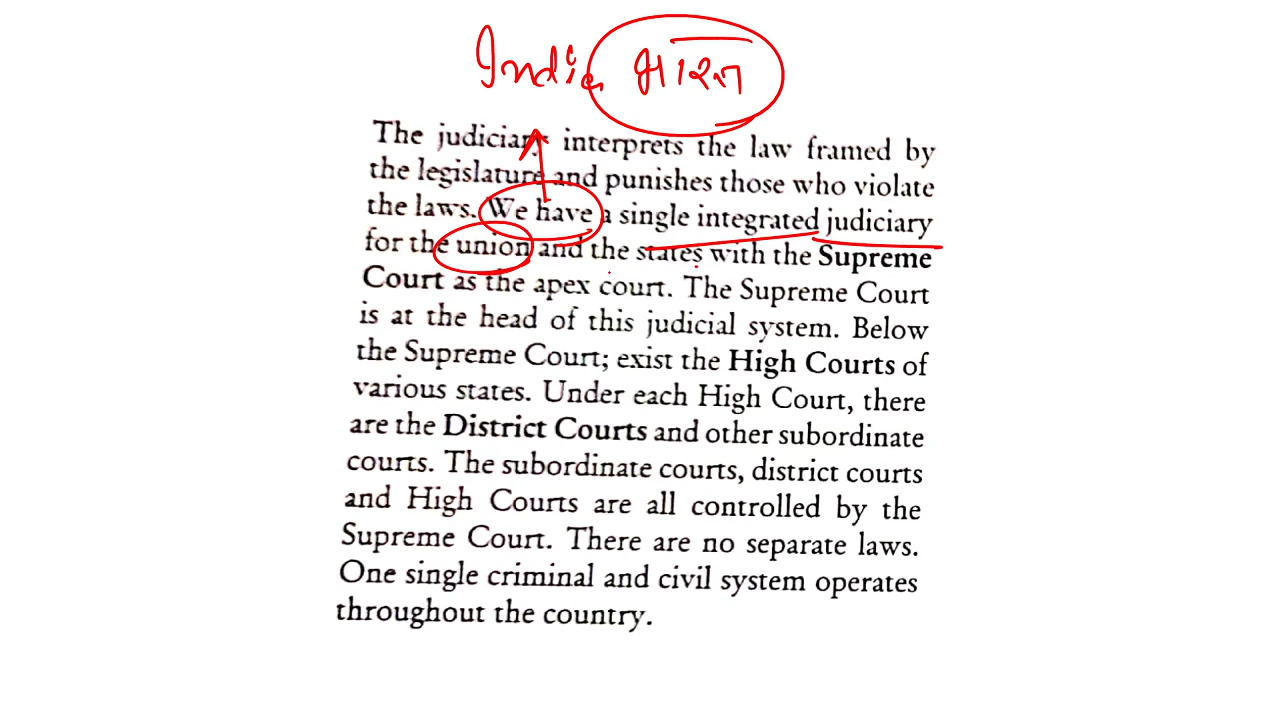 India भारत
The judiciary interprets the law framed by
the legislature and punishes those who violate
the laws. We have a single integrated judiciary
for the union and the states with the Supreme
Court as the apex court. The Supreme Court
is at the head of this judicial system. Below
the Supreme Court; exist the High Courts of
various states. Under each High Court, there
are the District Courts and other subordinate
courts. The subordinate courts, district courts
and High Courts are all controlled by the
Supreme Court. There are no separate laws.
One single criminal and civil system operates
throughout the country.